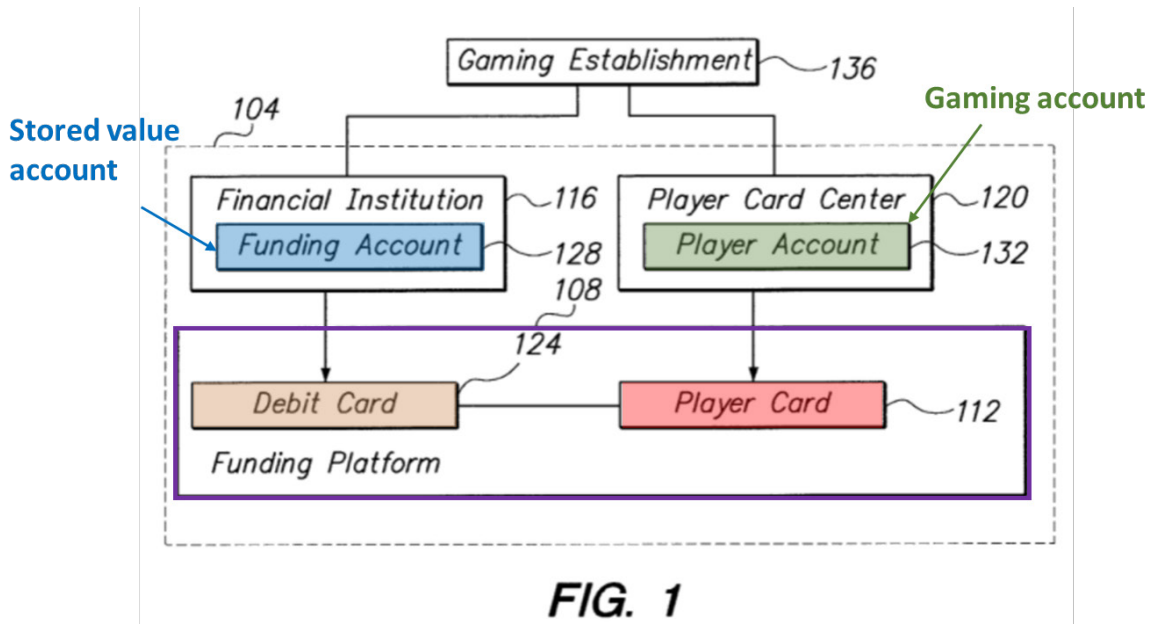 Gaming Establishment
136
Gaming account
104
Stored value
account
Financial Institution
116
Player Card Center
120
Funding Account
128
Player Account
132
108
124
Debit Card
Player Card
112
Funding Platform
FIG. 1